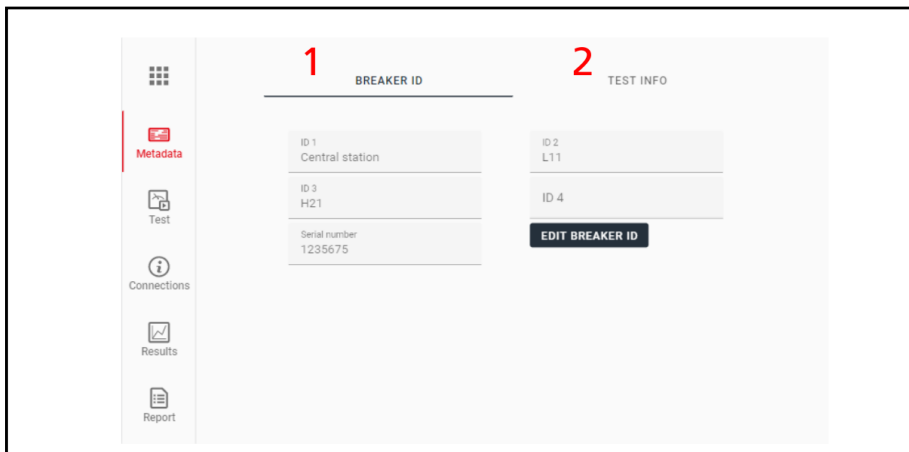 1
BREAKER ID
2
TEST INFO
Metadata
Test
Connections
Results
Report
ID 1
Central station
ID 2
L11
ID 3
H21
ID 4
Serial number
1235675
EDIT BREAKER ID